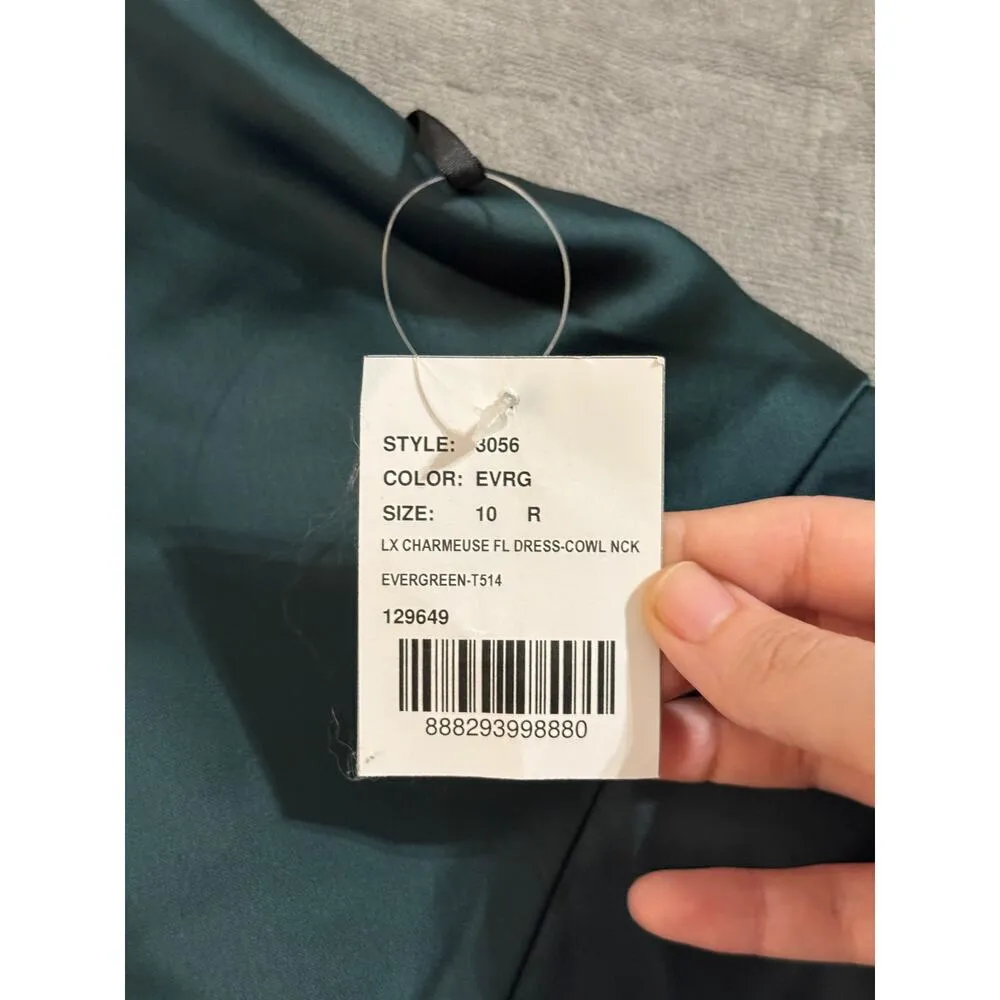 STYLE: 3056
COLOR: EVRG
SIZE: 10 R
LX CHARMEUSE FL DRESS-COWL NCK
EVERGREEN-T514
129649
888293998880